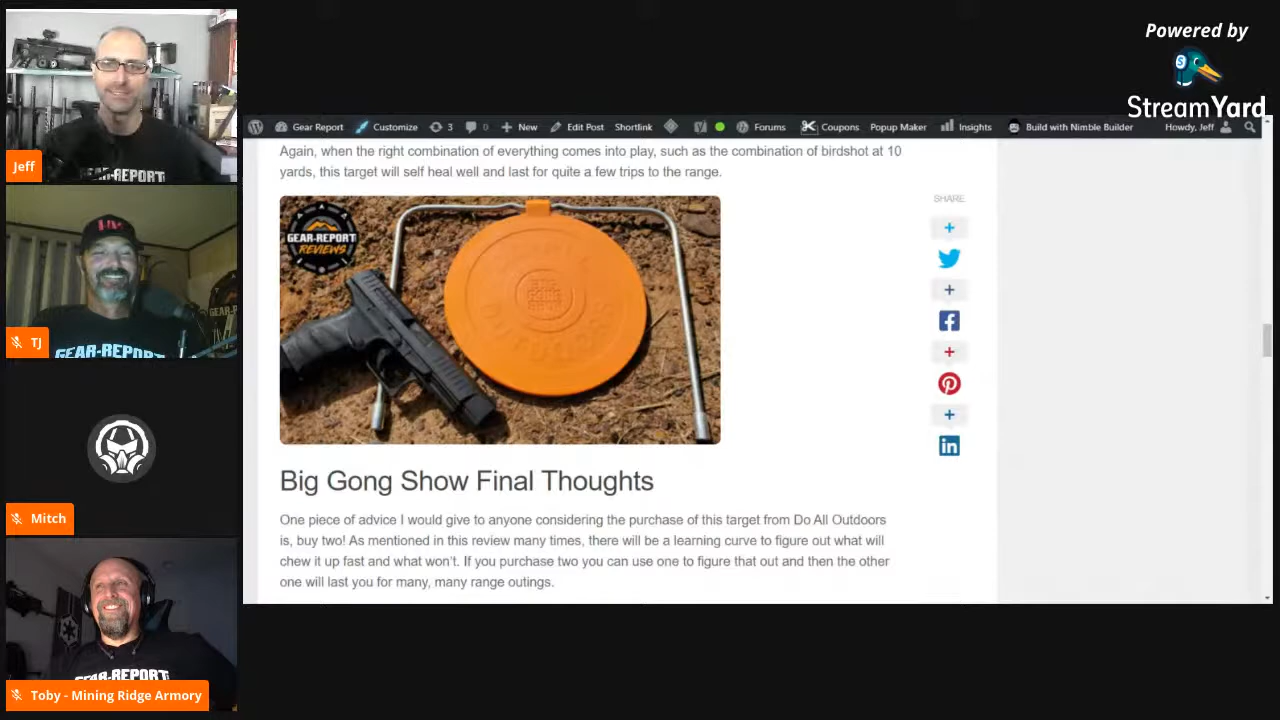 Powered by
StreamYard
Jeff
GEAR-REPORT
TJ
GEAR-REPORT
Mitch
Toby - Mining Ridge Armory
GEAR-REPORT
Gear Report Customize 3 0 New Edit Post Shortlink Forums Coupons Popup Maker Insights Build with Nimble Builder Howdy, Jeff
Again, when the right combination of everything comes into play, such as the combination of birdshot at 10
yards, this target will self heal well and last for quite a few trips to the range.
SHARE
GEAR-REPORT
REVIEWS
BIG
GONG
SHOW
Big Gong Show Final Thoughts
One piece of advice I would give to anyone considering the purchase of this target from Do All Outdoors
is, buy two! As mentioned in this review many times, there will be a learning curve to figure out what will
chew it up fast and what won't. If you purchase two you can use one to figure that out and then the other
one will last you for many, many range outings.